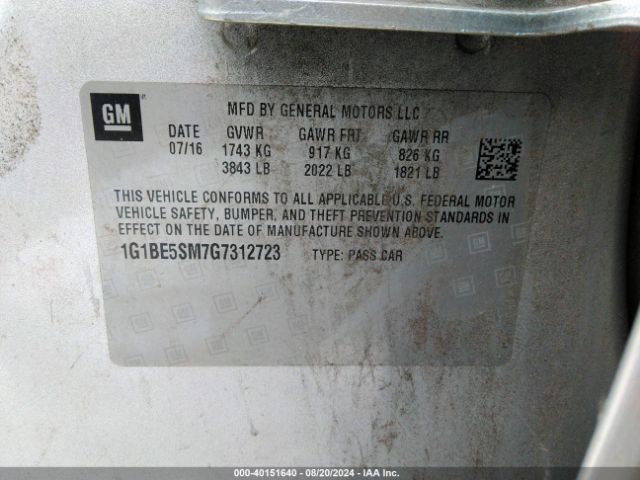 GM
MFD BY GENERAL MOTORS LLC
DATE GVWR GAWR FRT GAWR RR
07/16 1743 KG 917 KG 826 KG
3843 LB 2022 LB 1821 LB
THIS VEHICLE CONFORMS TO ALL APPLICABLE U.S. FEDERAL MOTOR
VEHICLE SAFETY, BUMPER, AND THEFT PREVENTION STANDARDS IN
EFFECT ON THE DATE OF MANUFACTURE SHOWN ABOVE.
1G1BE5SM7G7312723 TYPE: PASS CAR
000-40151640 - 08/20/2024 - IAA Inc.